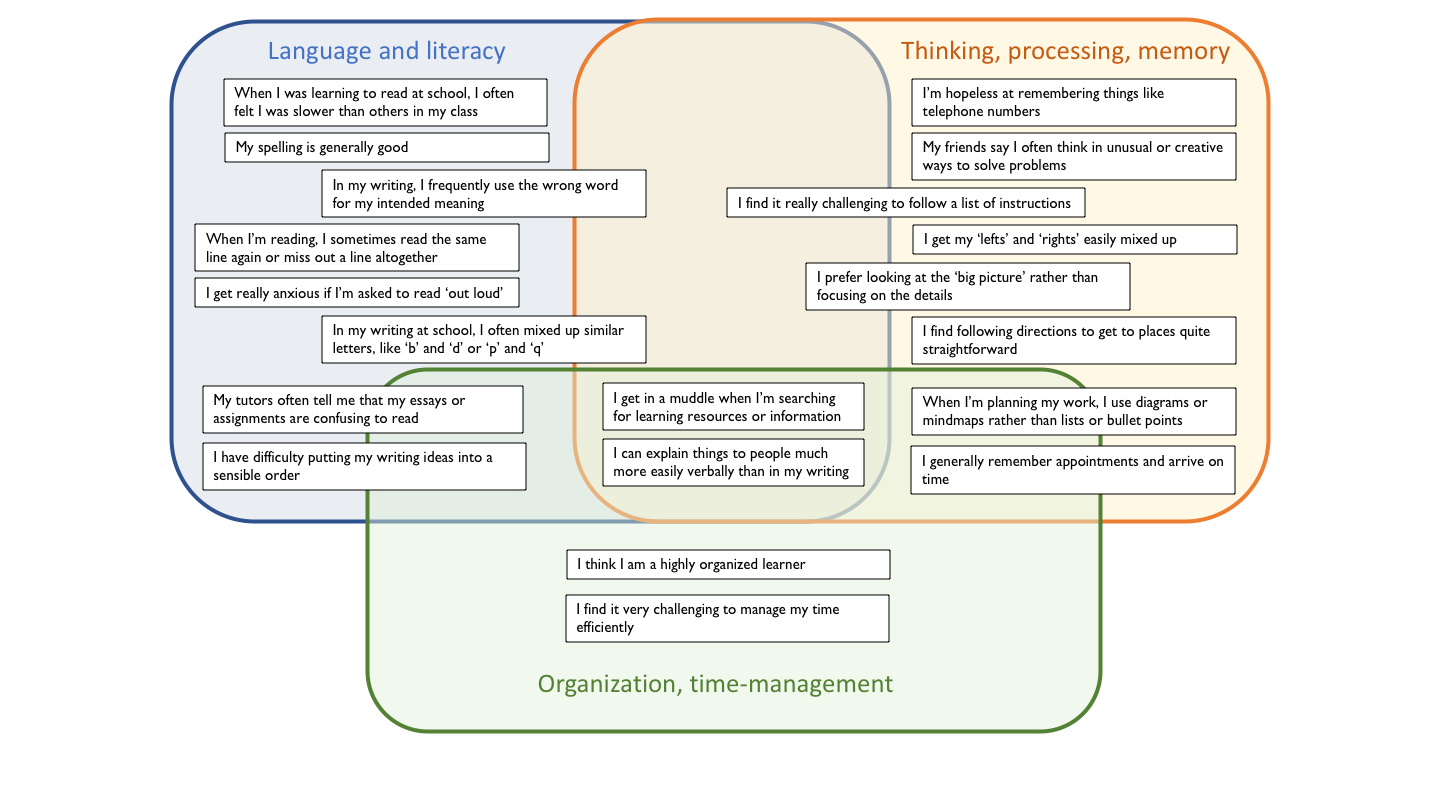 Language and literacy
Thinking, processing, memory
When I was learning to read at school, I often
felt I was slower than others in my class
My spelling is generally good
In my writing, I frequently use the wrong word
for my intended meaning
When I’m reading, I sometimes read the same
line again or miss out a line altogether
I get really anxious if I’m asked to read ‘out loud’
In my writing at school, I often mixed up similar
letters, like ‘b’ and ‘d’ or ‘p’ and ‘q’
My tutors often tell me that my essays or
assignments are confusing to read
I have difficulty putting my writing ideas into a
sensible order
I’m hopeless at remembering things like
telephone numbers
My friends say I often think in unusual or creative
ways to solve problems
I find it really challenging to follow a list of instructions
I get my ‘lefts’ and ‘rights’ easily mixed up
I prefer looking at the ‘big picture’ rather than
focusing on the details
I find following directions to get to places quite
straightforward
I get in a muddle when I’m searching
for learning resources or information
I can explain things to people much
more easily verbally than in my writing
When I’m planning my work, I use diagrams or
mindmaps rather than lists or bullet points
I generally remember appointments and arrive on
time
I think I am a highly organized learner
I find it very challenging to manage my time
efficiently
Organization, time-management